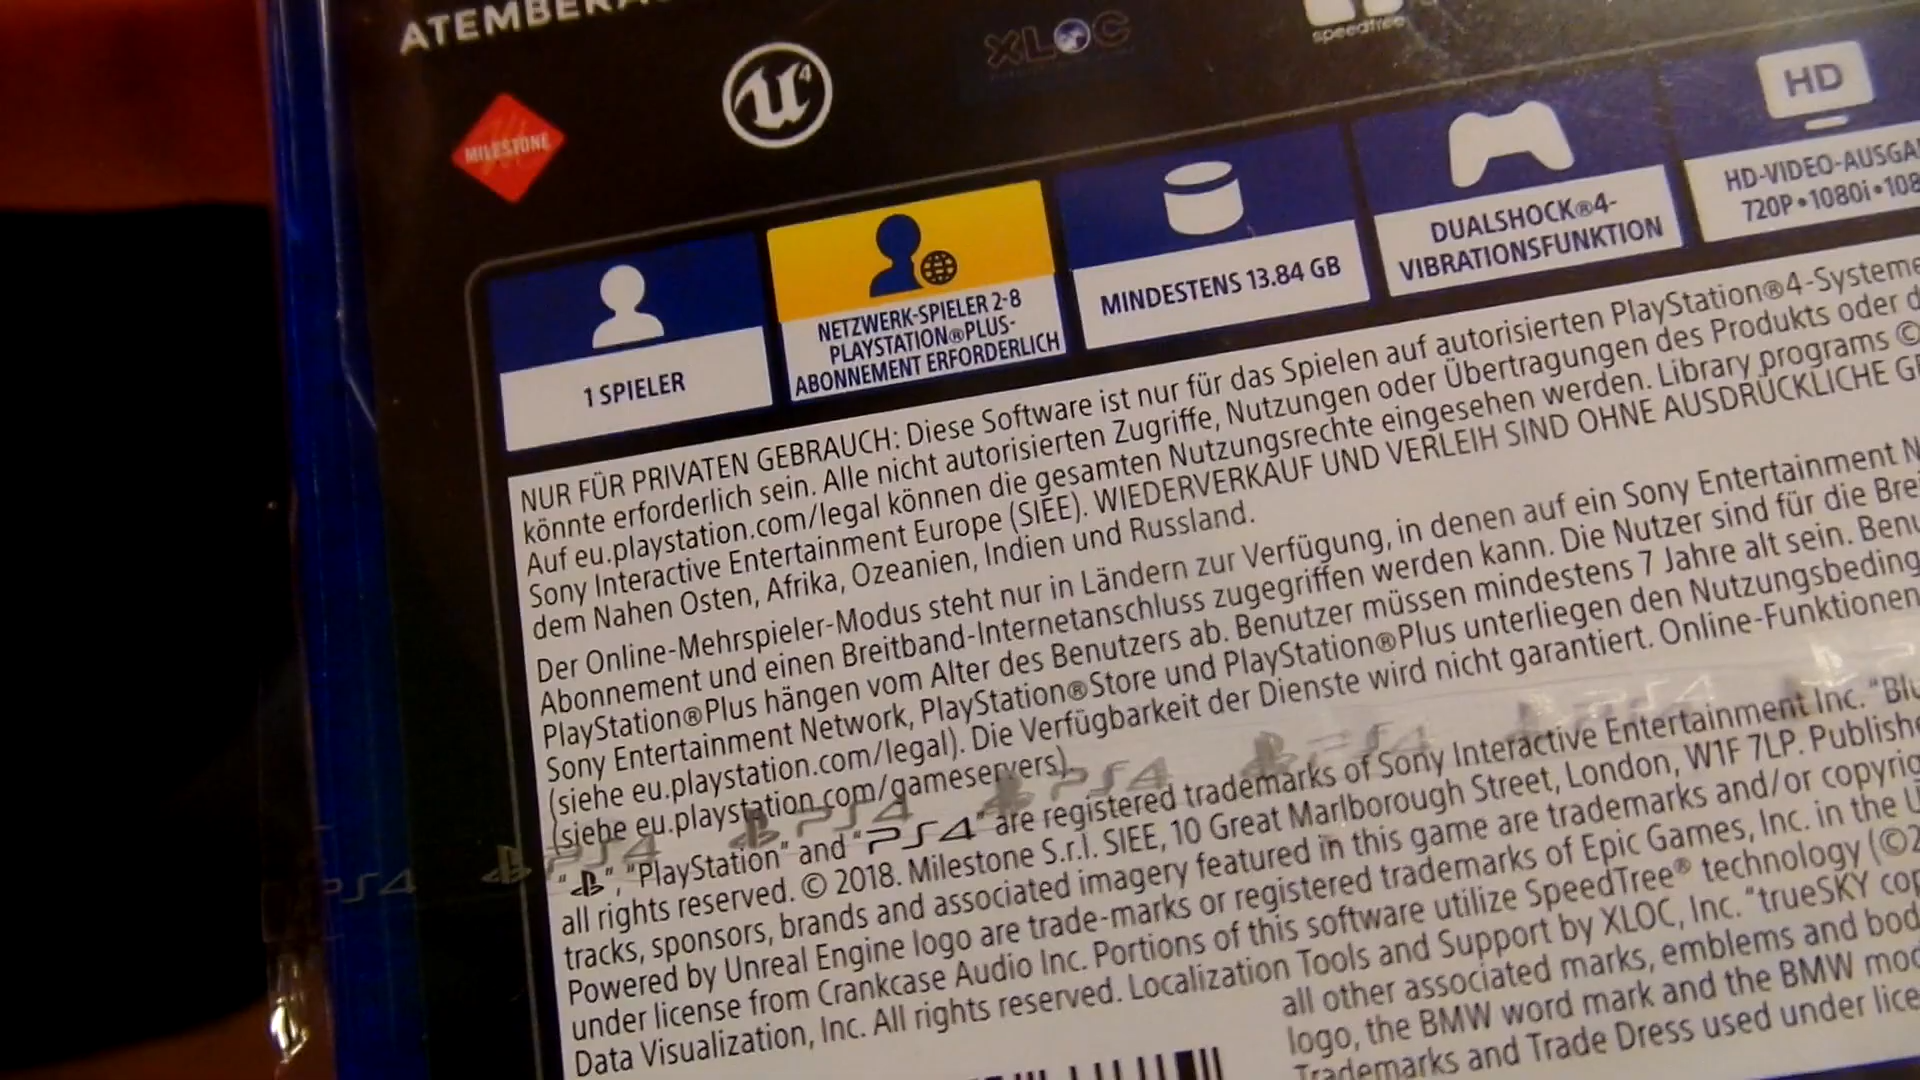 MILESTONE
U4
XLOC
speedtree
HD
1 SPIELER
NETZWERK-SPIELER 2-8
PLAYSTATION®PLUS-
ABONNEMENT ERFORDERLICH
MINDESTENS 13.84 GB
DUALSHOCK®4-
VIBRATIONSFUNKTION
720P•1080i•
NUR FÜR PRIVATEN GEBRAUCH: Diese Software ist nur für das Spielen auf autorisierten PlayStation®4-Systeme
könnte erforderlich sein. Alle nicht autorisierten Zugriffe, Nutzungen oder Übertragungen des Produkts oder
Auf eu.playstation.com/legal können die gesamten Nutzungsrechte eingesehen werden. Library programs ©
Sony Interactive Entertainment Europe (SIEE). WIEDERVERKAUF UND VERLEIH SIND OHNE AUSDRÜCKLICHE
dem Nahen Osten, Afrika, Ozeanien, Indien und Russland.
Der Online-Mehrspieler-Modus steht nur in Ländern zur Verfügung, in denen auf ein Sony Entertainment
Abonnement und einen Breitband-Internetanschluss zugegriffen werden kann. Die Nutzer sind für die
PlayStation®Plus hängen vom Alter des Benutzers ab. Benutzer müssen mindestens 7 Jahre alt sein.
Sony Entertainment Network, PlayStation®Store und PlayStation®Plus unterliegen den
(siehe eu.playstation.com/legal). Die Verfügbarkeit der Dienste wird nicht garantiert. Online-Funktionen
(siehe eu.playstation.com/gameservers).
" ", "PlayStation" and "PS4" are registered trademarks of Sony Interactive Entertainment Inc.
all rights reserved. © 2018. Milestone S.r.l. SIEE, 10 Great Marlborough Street, London, W1F 7LP.
tracks, sponsors, brands and associated imagery featured in this game are trademarks and/or
Powered by Unreal Engine logo are trade-marks or registered trademarks of Epic Games, Inc. in the
under license from Crankcase Audio Inc. Portions of this software utilize SpeedTree® technology
Data Visualization, Inc. All rights reserved. Localization Tools and Support by XLOC, Inc. "trueSKY
all other associated marks, emblems and
logo, the BMW word mark and the BMW
Trademarks and Trade Dress used under